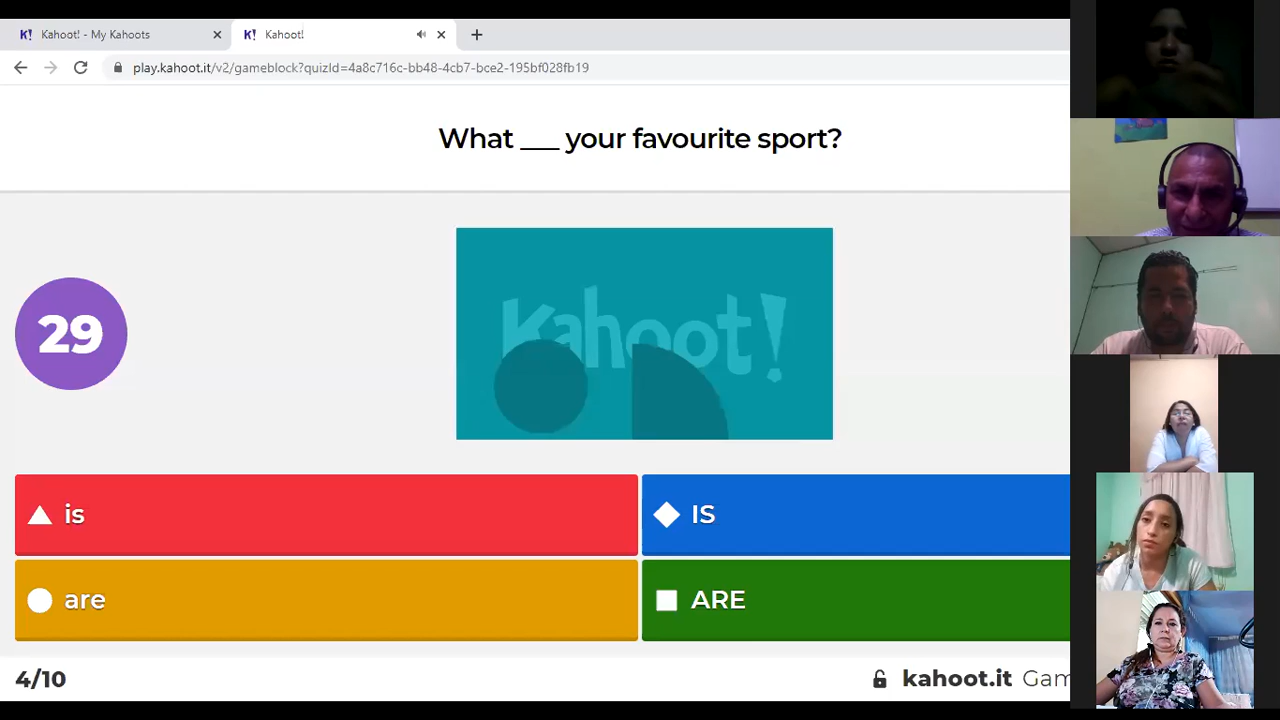 K! Kahoot! - My Kahoots
K! Kahoot!
play.kahoot.it/v2/gameblock?quizId=4a8c716c-bb48-4cb7-bce2-195bf028fb19
What ___ your favourite sport?
29
Kahoot!
is
IS
are
ARE
4/10
kahoot.it Gam